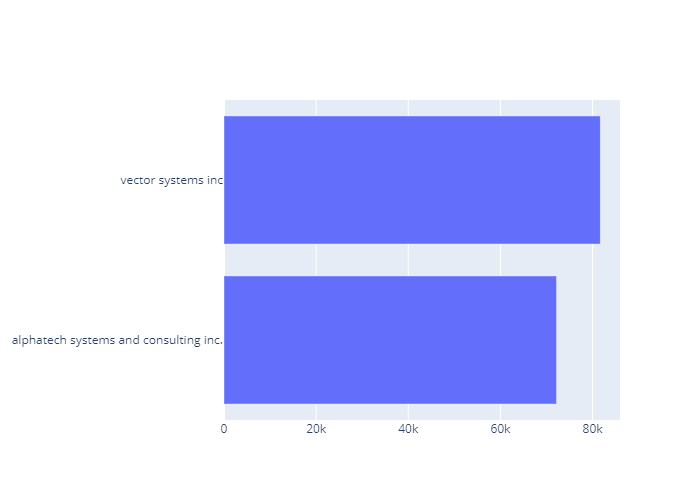 vector systems inc
alphatech systems and consulting inc.
0 20k 40k 60k 80k